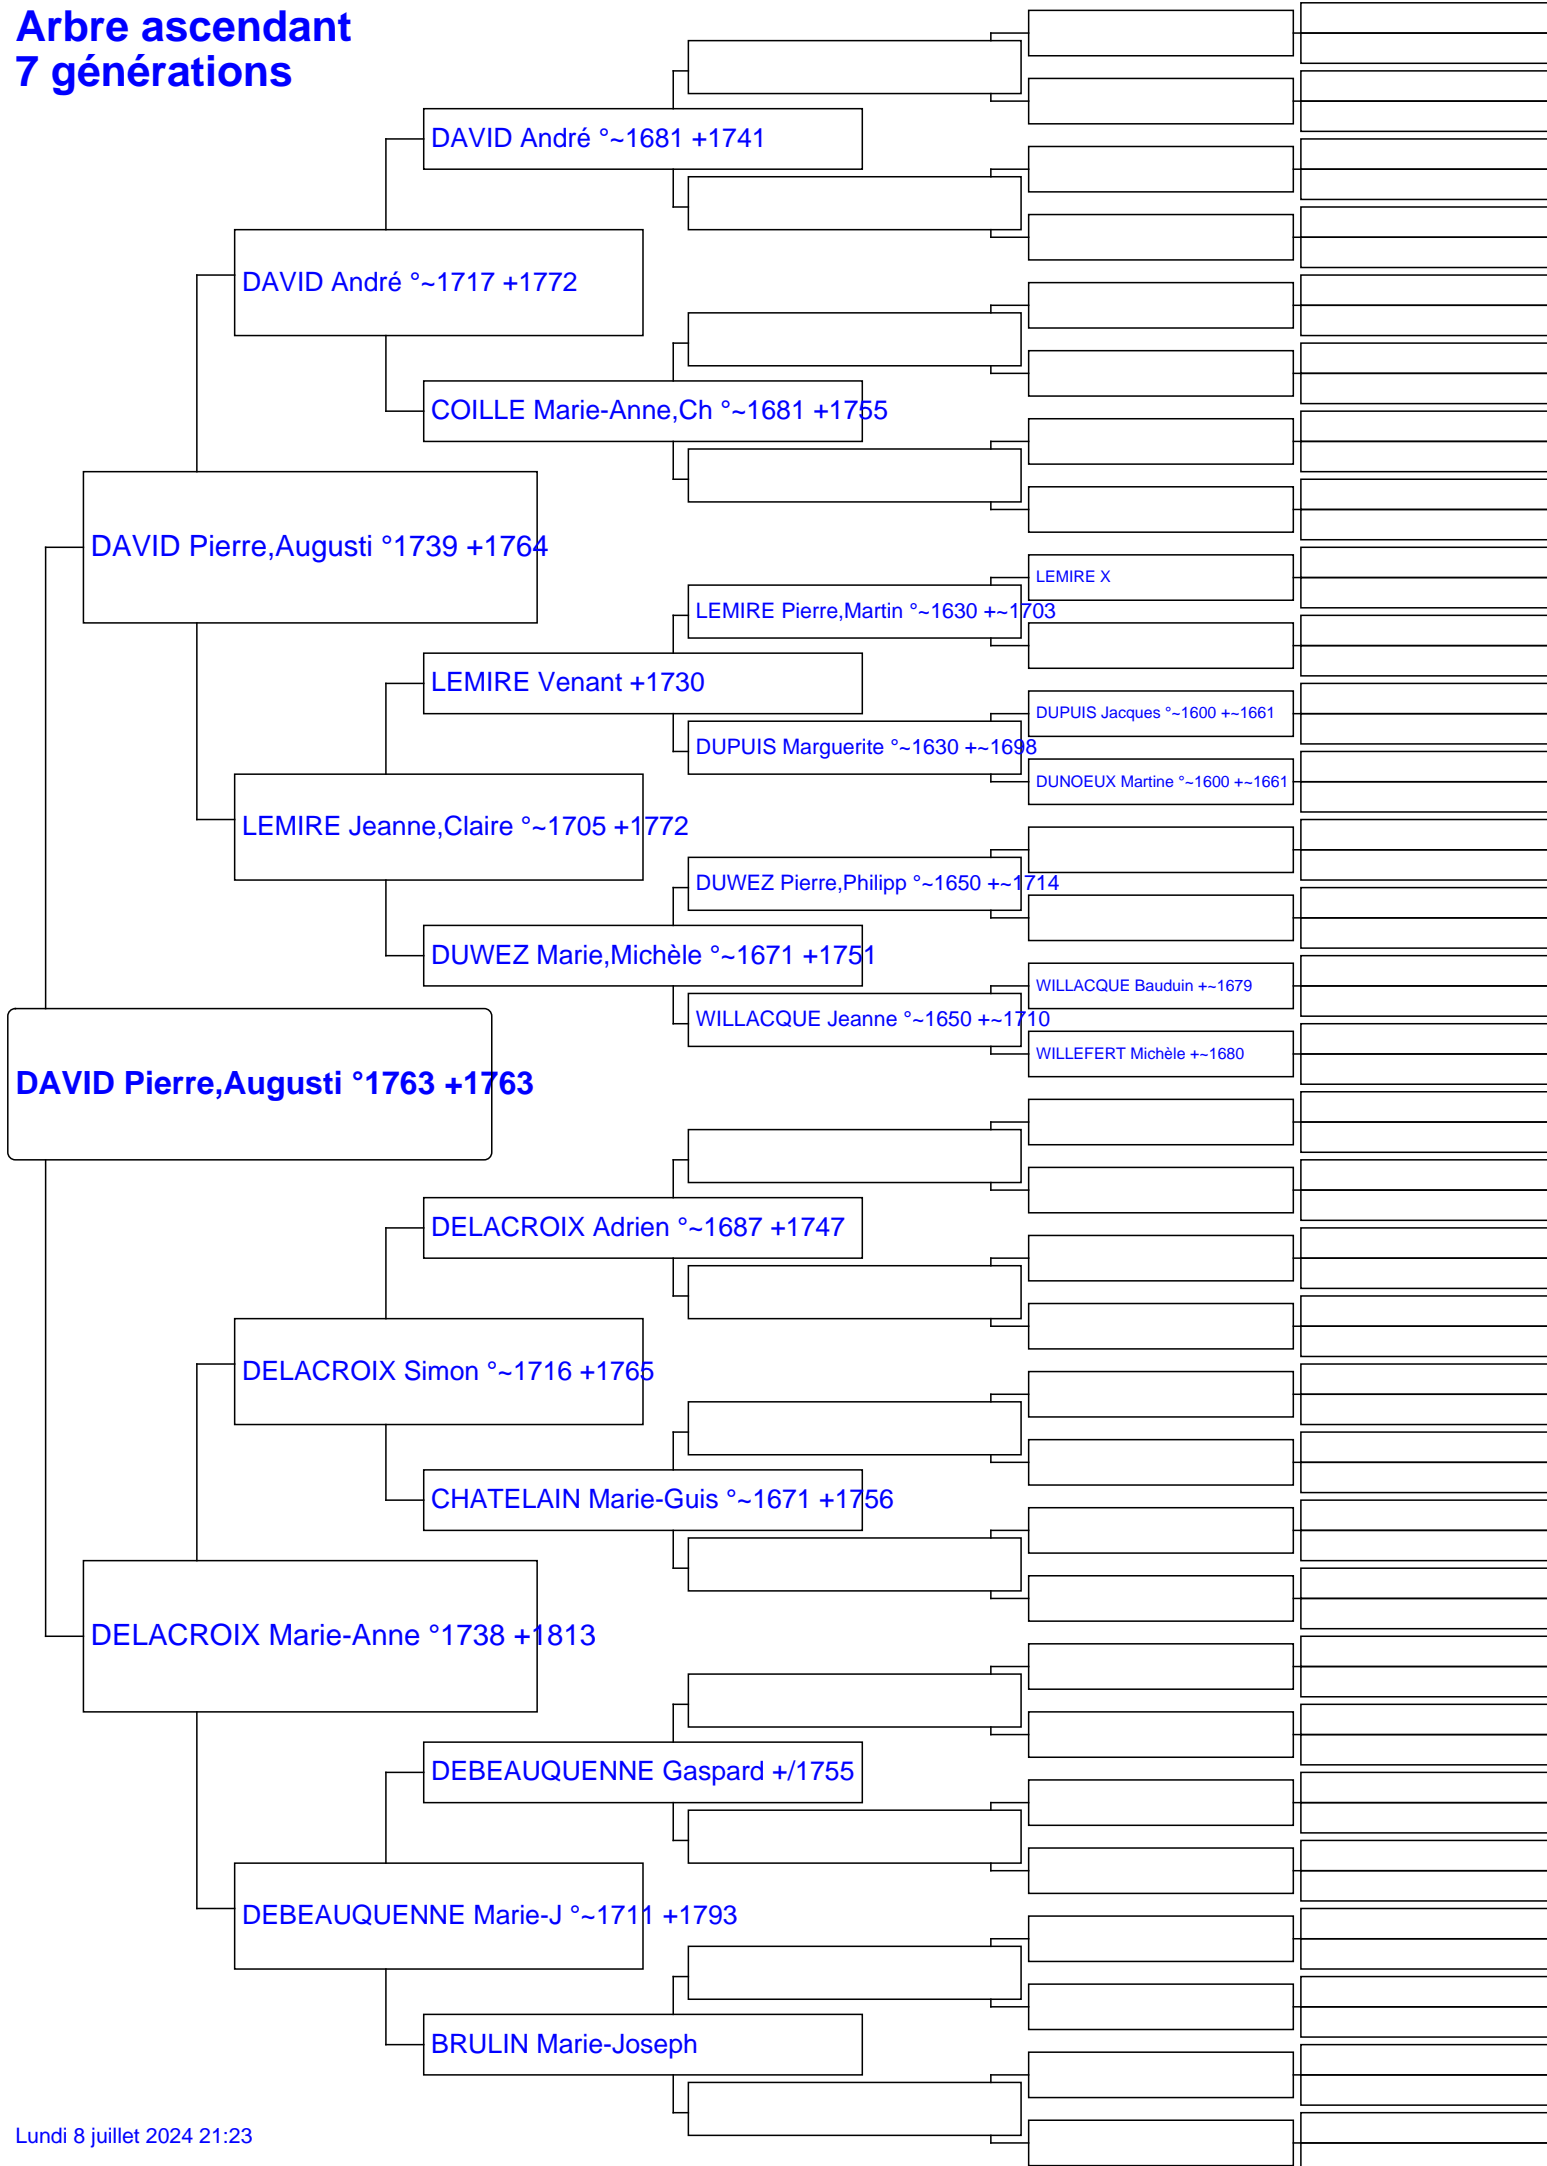 Arbre ascendant
7 générations
DAVID André °~1681 +1741
DAVID André °~1717 +1772
COILLE Marie-Anne,Ch °~1681 +1755
DAVID Pierre,Augusti °1739 +1764
LEMIRE X
LEMIRE Pierre,Martin °~1630 +~1703
LEMIRE Venant +1730
DUPUIS Jacques °~1600 +~1661
DUPUIS Marguerite °~1630 +~1698
DUNOEUX Martine °~1600 +~1661
LEMIRE Jeanne,Claire °~1705 +1772
DUWEZ Pierre,Philipp °~1650 +~1714
DUWEZ Marie,Michèle °~1671 +1751
WILLACQUE Bauduin +~1679
WILLACQUE Jeanne °~1650 +~1710
WILLEFERT Michèle +~1680
DAVID Pierre,Augusti °1763 +1763
DELACROIX Adrien °~1687 +1747
DELACROIX Simon °~1716 +1765
CHATELAIN Marie-Guis °~1671 +1756
DELACROIX Marie-Anne °1738 +1813
DEBEAUQUENNE Gaspard +/1755
DEBEAUQUENNE Marie-J °~1711 +1793
BRULIN Marie-Joseph
Lundi 8 juillet 2024 21:23